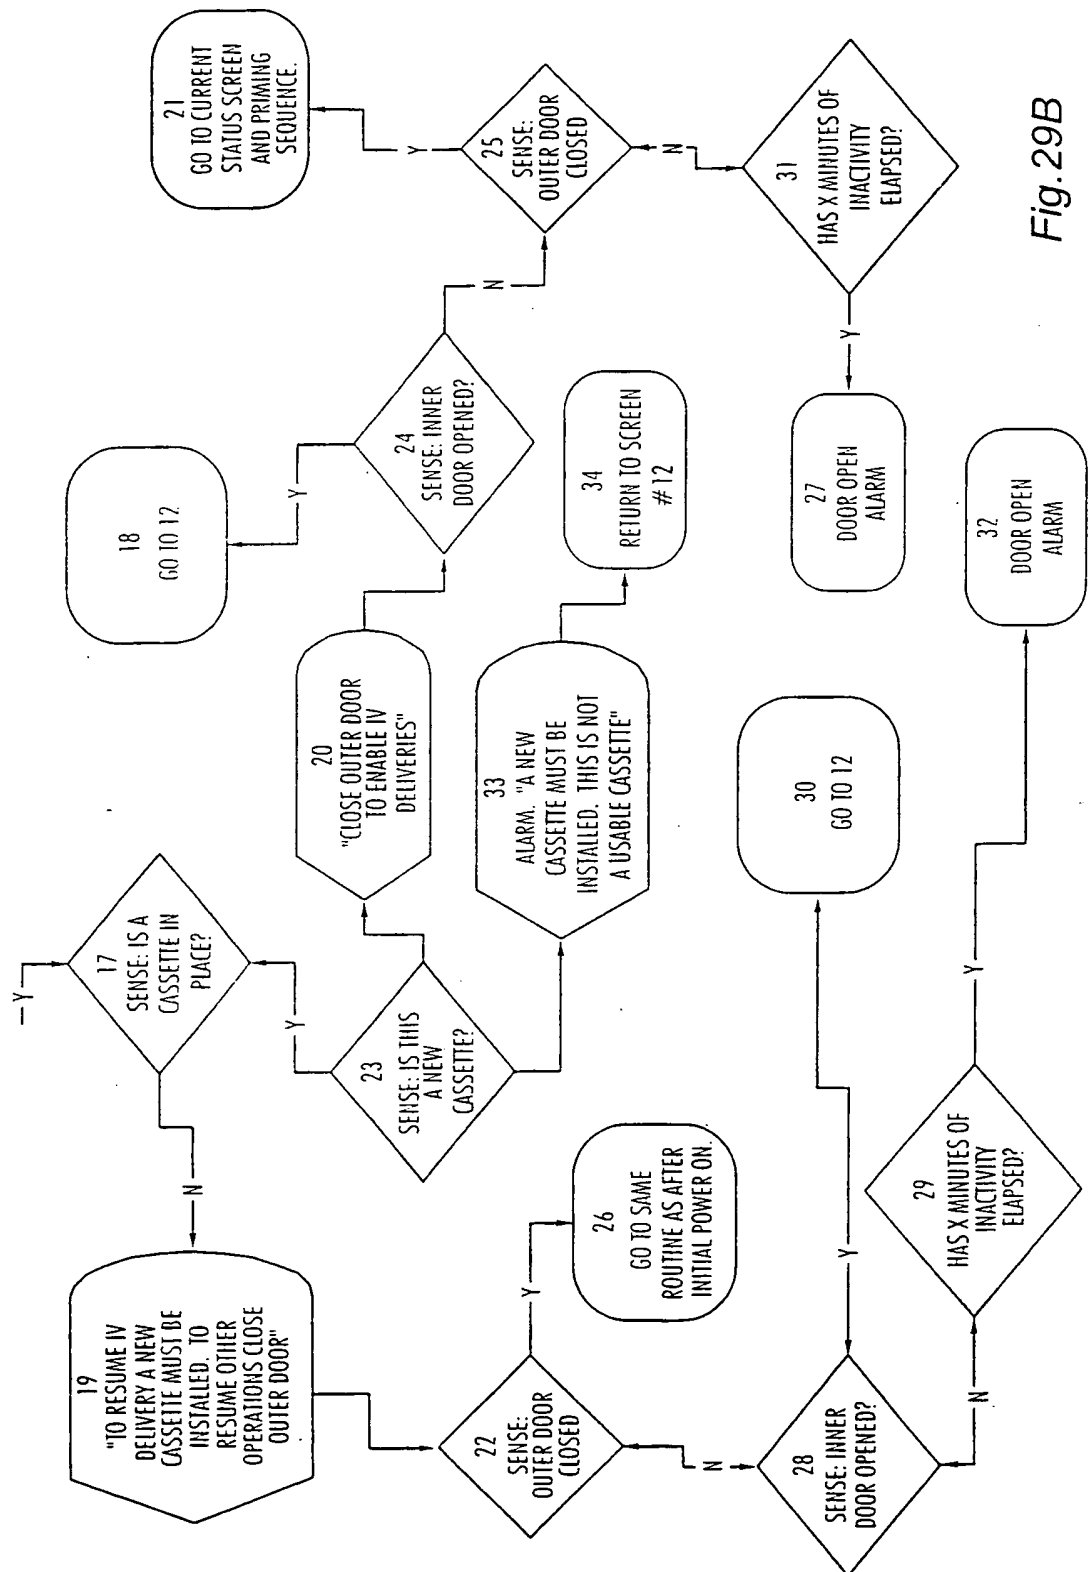 Y
17
SENSE: IS A
CASSETTE IN
PLACE?
N
Y
19
"TO RESUME IV
DELIVERY A NEW
CASSETTE MUST BE
INSTALLED. TO
RESUME OTHER
OPERATIONS CLOSE
OUTER DOOR"
23
SENSE: IS THIS
A NEW
CASSETTE?
20
"CLOSE OUTER DOOR
TO ENABLE IV
DELIVERIES"
18
GO TO 12
Y
24
SENSE: INNER
DOOR OPENED?
N
21
GO TO CURRENT
STATUS SCREEN
AND PRIMING
SEQUENCE.
Y
25
SENSE:
OUTER DOOR
CLOSED
N
22
SENSE:
OUTER DOOR
CLOSED
Y
26
GO TO SAME
ROUTINE AS AFTER
INITIAL POWER ON.
33
ALARM. "A NEW
CASSETTE MUST BE
INSTALLED. THIS IS NOT
A USABLE CASSETTE"
34
RETURN TO SCREEN
#12
N
28
SENSE: INNER
DOOR OPENED?
Y
30
GO TO 12
N
29
HAS X MINUTES OF
INACTIVITY
ELAPSED?
Y
32
DOOR OPEN
ALARM
27
DOOR OPEN
ALARM
Y
31
HAS X MINUTES OF
INACTIVITY
ELAPSED?
Fig.29B